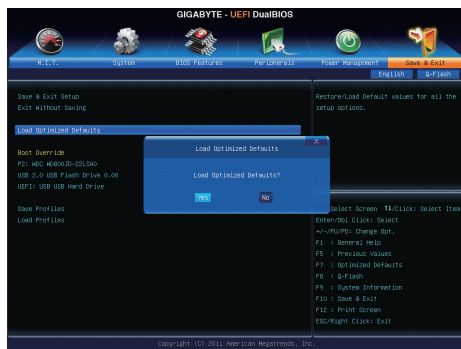 GIGABYTE - UEFI DualBIOS
M.I.T. System BIOS Features Peripherals Power Management Save & Exit
English Q-Flash
Save & Exit Setup
Exit Without Saving
Load Optimized Defaults
Boot Override
P2: WDC WD800JD-22LSA0
USB 2.0 USB Flash Drive 0.00
UEFI: USB USB Hard Drive
Save Profiles
Load Profiles
Restore/Load Default values for all the
setup options.
Load Optimized Defaults
X
Load Optimized Defaults?
Yes No
Select Screen ↑↓/Click: Select Item
Enter/Dbl Click: Select
+/-/PU/PD: Change Opt.
F1 : General Help
F5 : Previous Values
F7 : Optimized Defaults
F8 : Q-Flash
F9 : System Information
F10 : Save & Exit
F12 : Print Screen
ESC/Right Click: Exit
Copyright (C) 2011 American Megatrends, Inc.